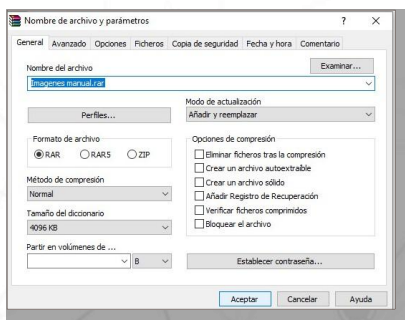 Nombre de archivo y parámetros
General Avanzado Opciones Ficheros Copia de seguridad Fecha y hora Comentario
Nombre del archivo
Examinar...
Imagenes manual.rar
Perfiles...
Modo de actualización
Añadir y reemplazar
Formato de archivo
RAR RAR5 ZIP
Método de compresión
Normal
Tamaño del diccionario
4096 KB
Partir en volúmenes de ...
B
Opciones de compresión
Eliminar ficheros tras la compresión
Crear un archivo autoextraible
Crear un archivo sólido
Añadir Registro de Recuperación
Verificar ficheros comprimidos
Bloquear el archivo
Establecer contraseña...
Aceptar Cancelar Ayuda